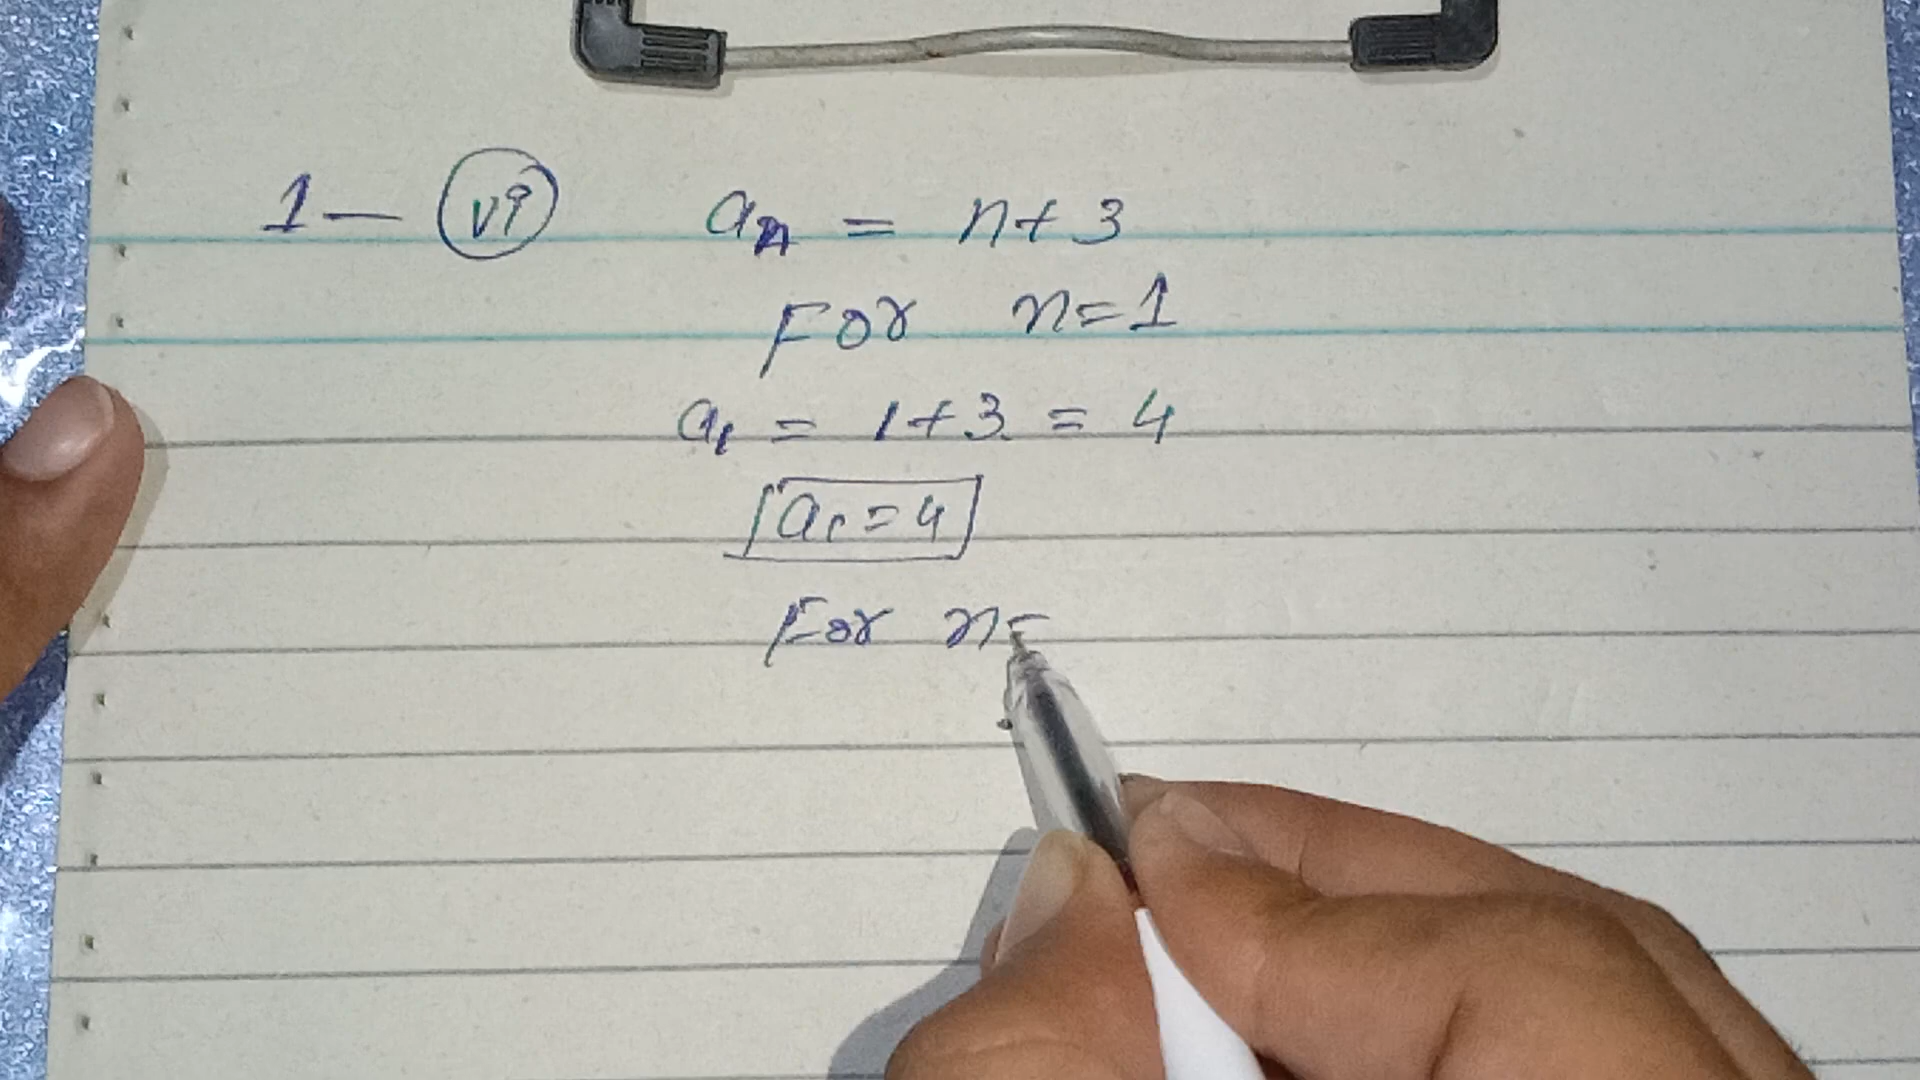 1— vi aₙ = n+3
For n=1
a₁ = 1+3 = 4
a₁ = 4
For n=